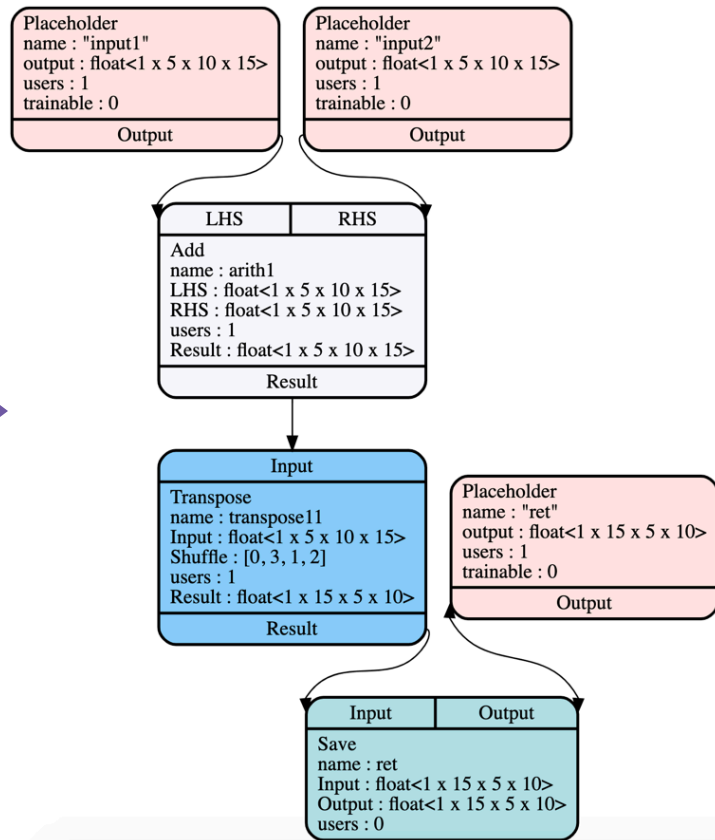 Placeholder
name : "input1"
output : float<1 x 5 x 10 x 15>
users : 1
trainable : 0
Output
Placeholder
name : "input2"
output : float<1 x 5 x 10 x 15>
users : 1
trainable : 0
Output
LHS
RHS
Add
name : arith1
LHS : float<1 x 5 x 10 x 15>
RHS : float<1 x 5 x 10 x 15>
users : 1
Result : float<1 x 5 x 10 x 15>
Result
Input
Transpose
name : transpose11
Input : float<1 x 5 x 10 x 15>
Shuffle : [0, 3, 1, 2]
users : 1
Result : float<1 x 15 x 5 x 10>
Result
Placeholder
name : "ret"
output : float<1 x 15 x 5 x 10>
users : 1
trainable : 0
Output
Input
Output
Save
name : ret
Input : float<1 x 15 x 5 x 10>
Output : float<1 x 15 x 5 x 10>
users : 0